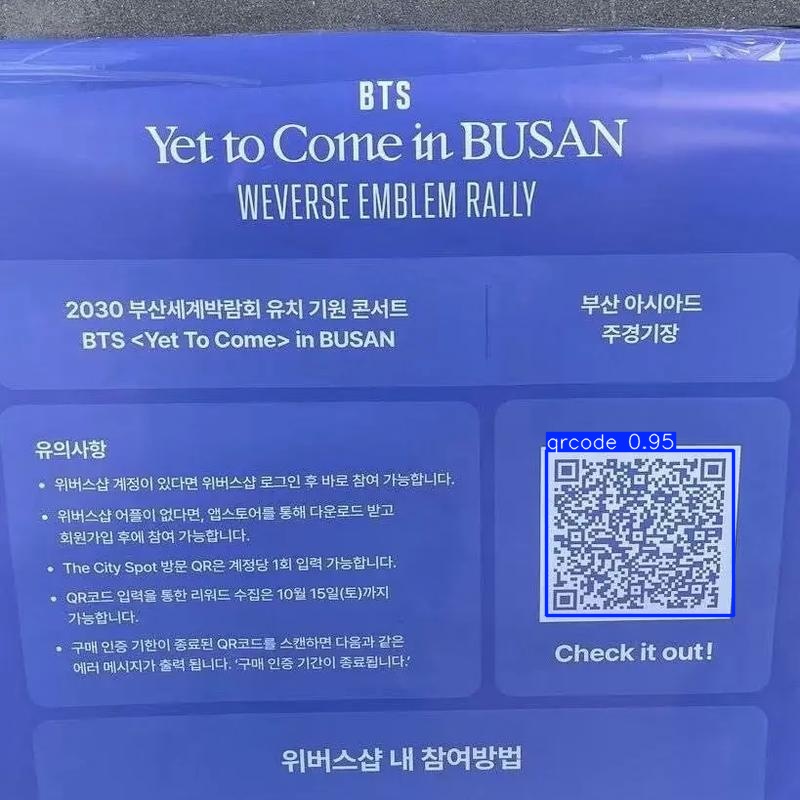 BTS
Yet to Come in BUSAN
WEVERSE EMBLEM RALLY
2030 부산세계박람회 유치 기원 콘서트
BTS <Yet To Come> in BUSAN
부산 아시아드
주경기장
유의사항
• 위버스샵 계정이 있다면 위버스샵 로그인 후 바로 참여 가능합니다.
• 위버스샵 어플이 없다면, 앱스토어를 통해 다운로드 받고
회원가입 후에 참여 가능합니다.
• The City Spot 방문 QR은 계정당 1회 입력 가능합니다.
• QR코드 입력을 통한 리워드 수집은 10월 15일(토)까지
가능합니다.
• 구매 인증 기한이 종료된 QR코드를 스캔하면 다음과 같은
에러 메시지가 출력 됩니다. ‘구매 인증 기간이 종료됩니다.’
qrcode 0.95
Check it out!
위버스샵 내 참여방법